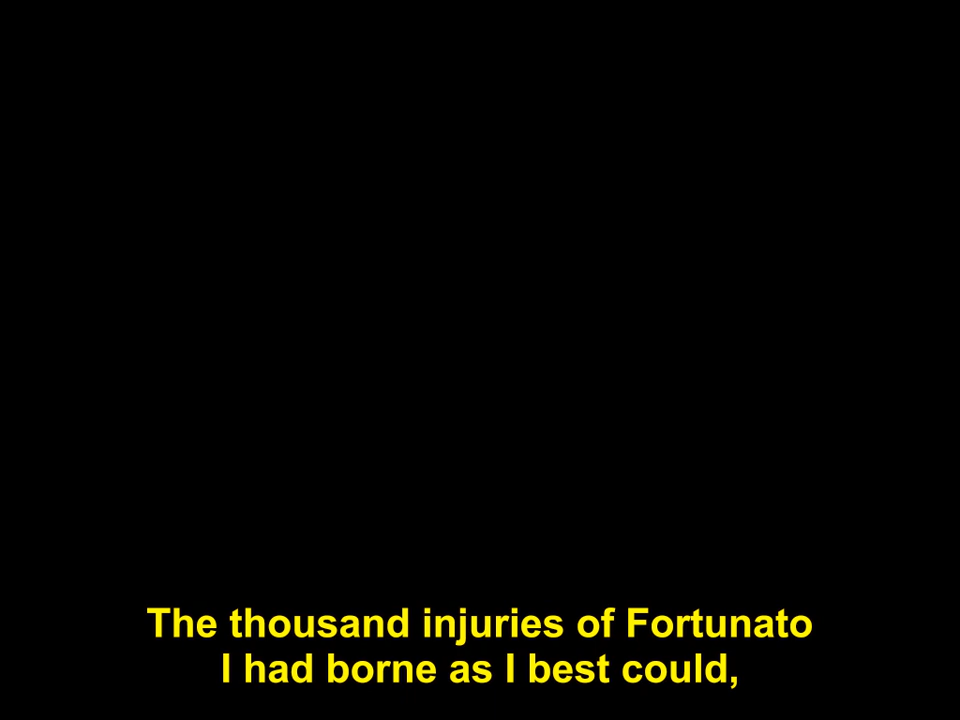 The thousand injuries of Fortunato
I had borne as I best could,